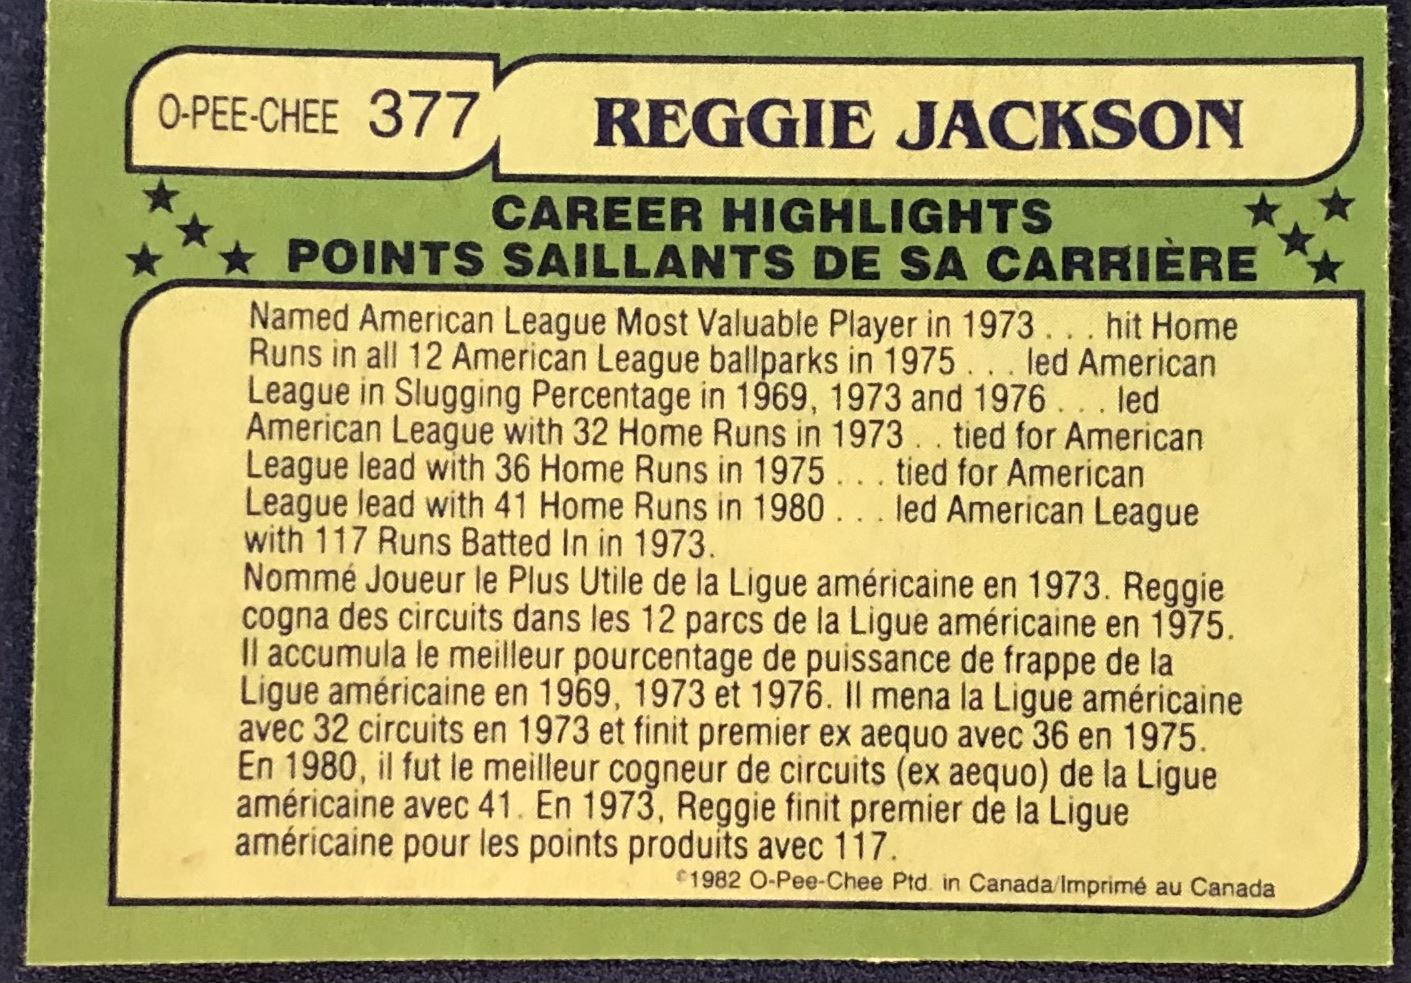 O-PEE-CHEE 377 REGGIE JACKSON
CAREER HIGHLIGHTS
POINTS SAILLANTS DE SA CARRIÈRE
Named American League Most Valuable Player in 1973 . . . hit Home
Runs in all 12 American League ballparks in 1975 . . . led American
League in Slugging Percentage in 1969, 1973 and 1976 . . . led
American League with 32 Home Runs in 1973 . . tied for American
League lead with 36 Home Runs in 1975 . . . tied for American
League lead with 41 Home Runs in 1980 . . . led American League
with 117 Runs Batted In in 1973.
Nommé Joueur le Plus Utile de la Ligue américaine en 1973. Reggie
cogna des circuits dans les 12 parcs de la Ligue américaine en 1975.
Il accumula le meilleur pourcentage de puissance de frappe de la
Ligue américaine en 1969, 1973 et 1976. Il mena la Ligue américaine
avec 32 circuits en 1973 et finit premier ex aequo avec 36 en 1975.
En 1980, il fut le meilleur cogneur de circuits (ex aequo) de la Ligue
américaine avec 41. En 1973, Reggie finit premier de la Ligue
américaine pour les points produits avec 117.
©1982 O-Pee-Chee Ptd. in Canada/Imprimé au Canada